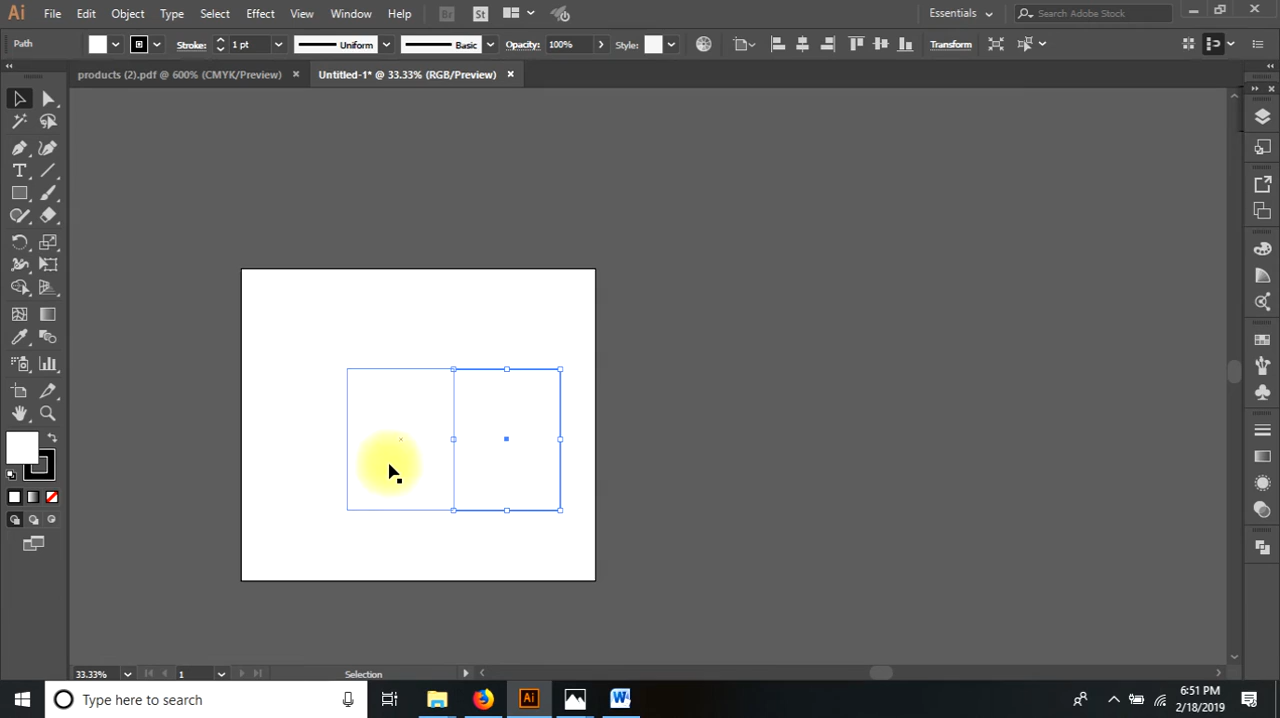 Ai File Edit Object Type Select Effect View Window Help Br St Essentials Search Adobe Stock
Path Stroke: 1 pt Uniform Basic Opacity: 100% Style: Transform
products (2).pdf @ 600% (CMYK/Preview) Untitled-1* @ 33.33% (RGB/Preview)
33.33% 1 Selection
Type here to search Ai 6:51 PM
2/18/2019